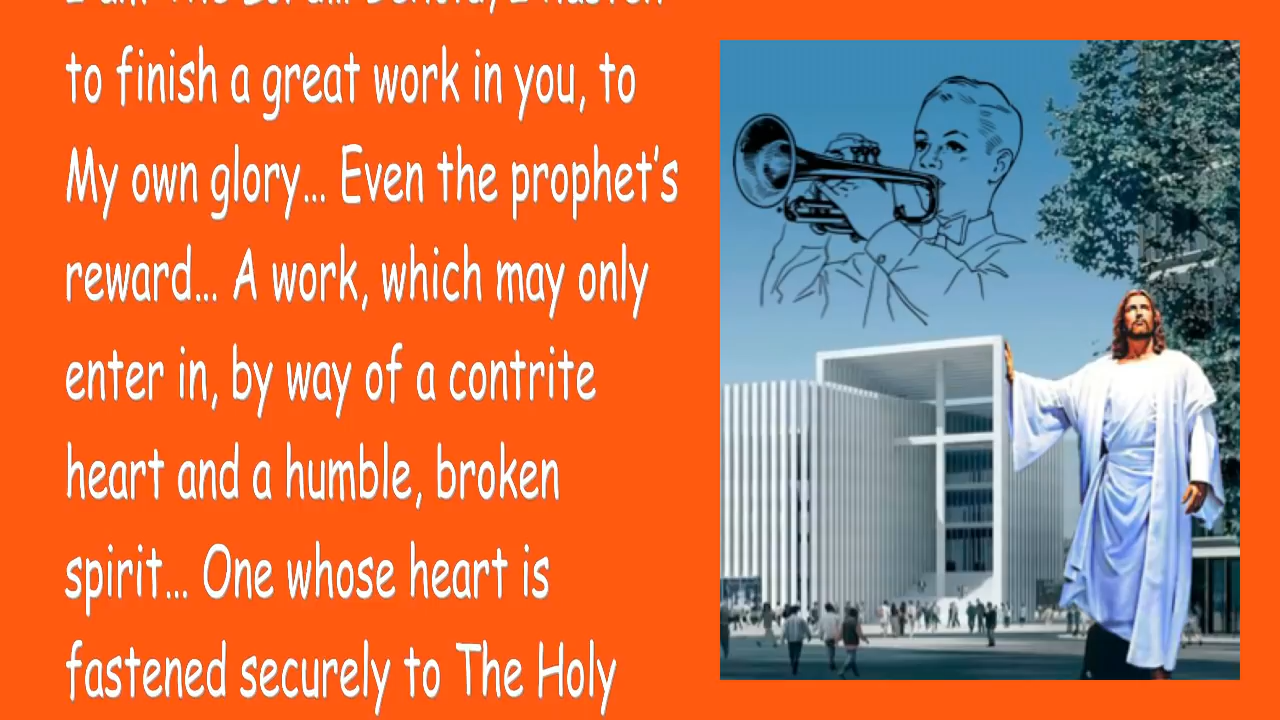 to finish a great work in you, to
My own glory... Even the prophet's
reward... A work, which may only
enter in, by way of a contrite
heart and a humble, broken
spirit... One whose heart is
fastened securely to The Holy